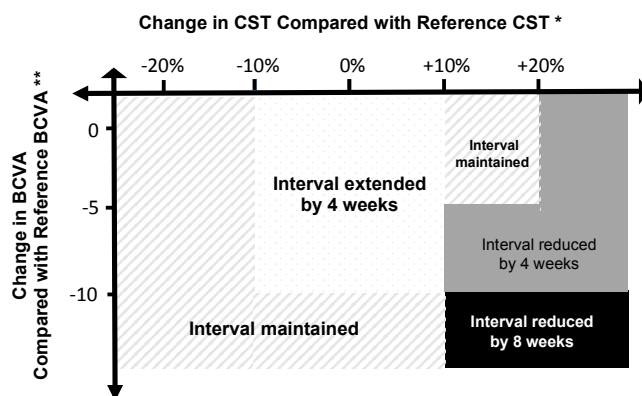 Change in CST Compared with Reference CST *
-20% -10% 0% +10% +20%
Change in BCVA
Compared with Reference BCVA **
0
-5
-10
Interval
maintained
Interval extended
by 4 weeks
Interval reduced
by 4 weeks
Interval maintained
Interval reduced
by 8 weeks